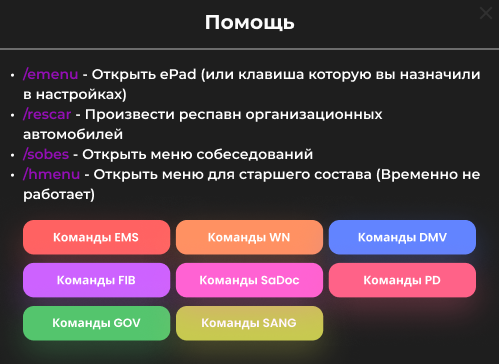 Помощь
• /emenu - Открыть ePad (или клавиша которую вы назначили
в настройках)
• /rescar - Произвести респавн организационных
автомобилей
• /sobes - Открыть меню собеседований
• /hmenu - Открыть меню для старшего состава (Временно не
работает)
Команды EMS
Команды WN
Команды DMV
Команды FIB
Команды SaDoc
Команды PD
Команды GOV
Команды SANG